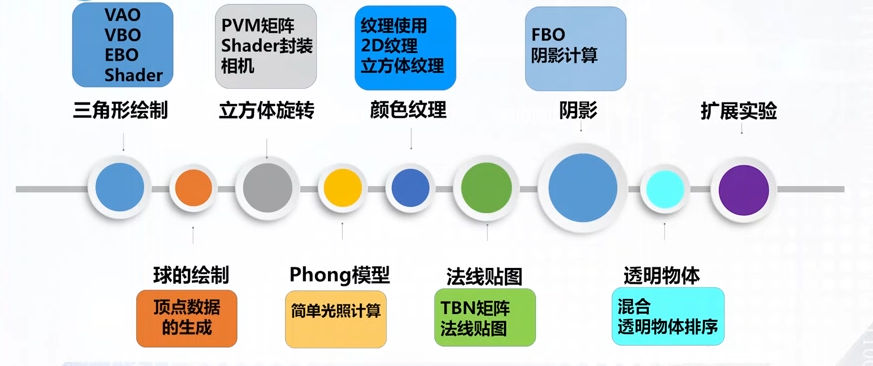 VAO
VBO
EBO
Shader
三角形绘制
PVM矩阵
Shader封装
相机
立方体旋转
纹理使用
2D纹理
立方体纹理
颜色纹理
FBO
阴影计算
阴影
扩展实验
球的绘制
顶点数据
的生成
Phong模型
简单光照计算
法线贴图
TBN矩阵
法线贴图
透明物体
混合
透明物体排序